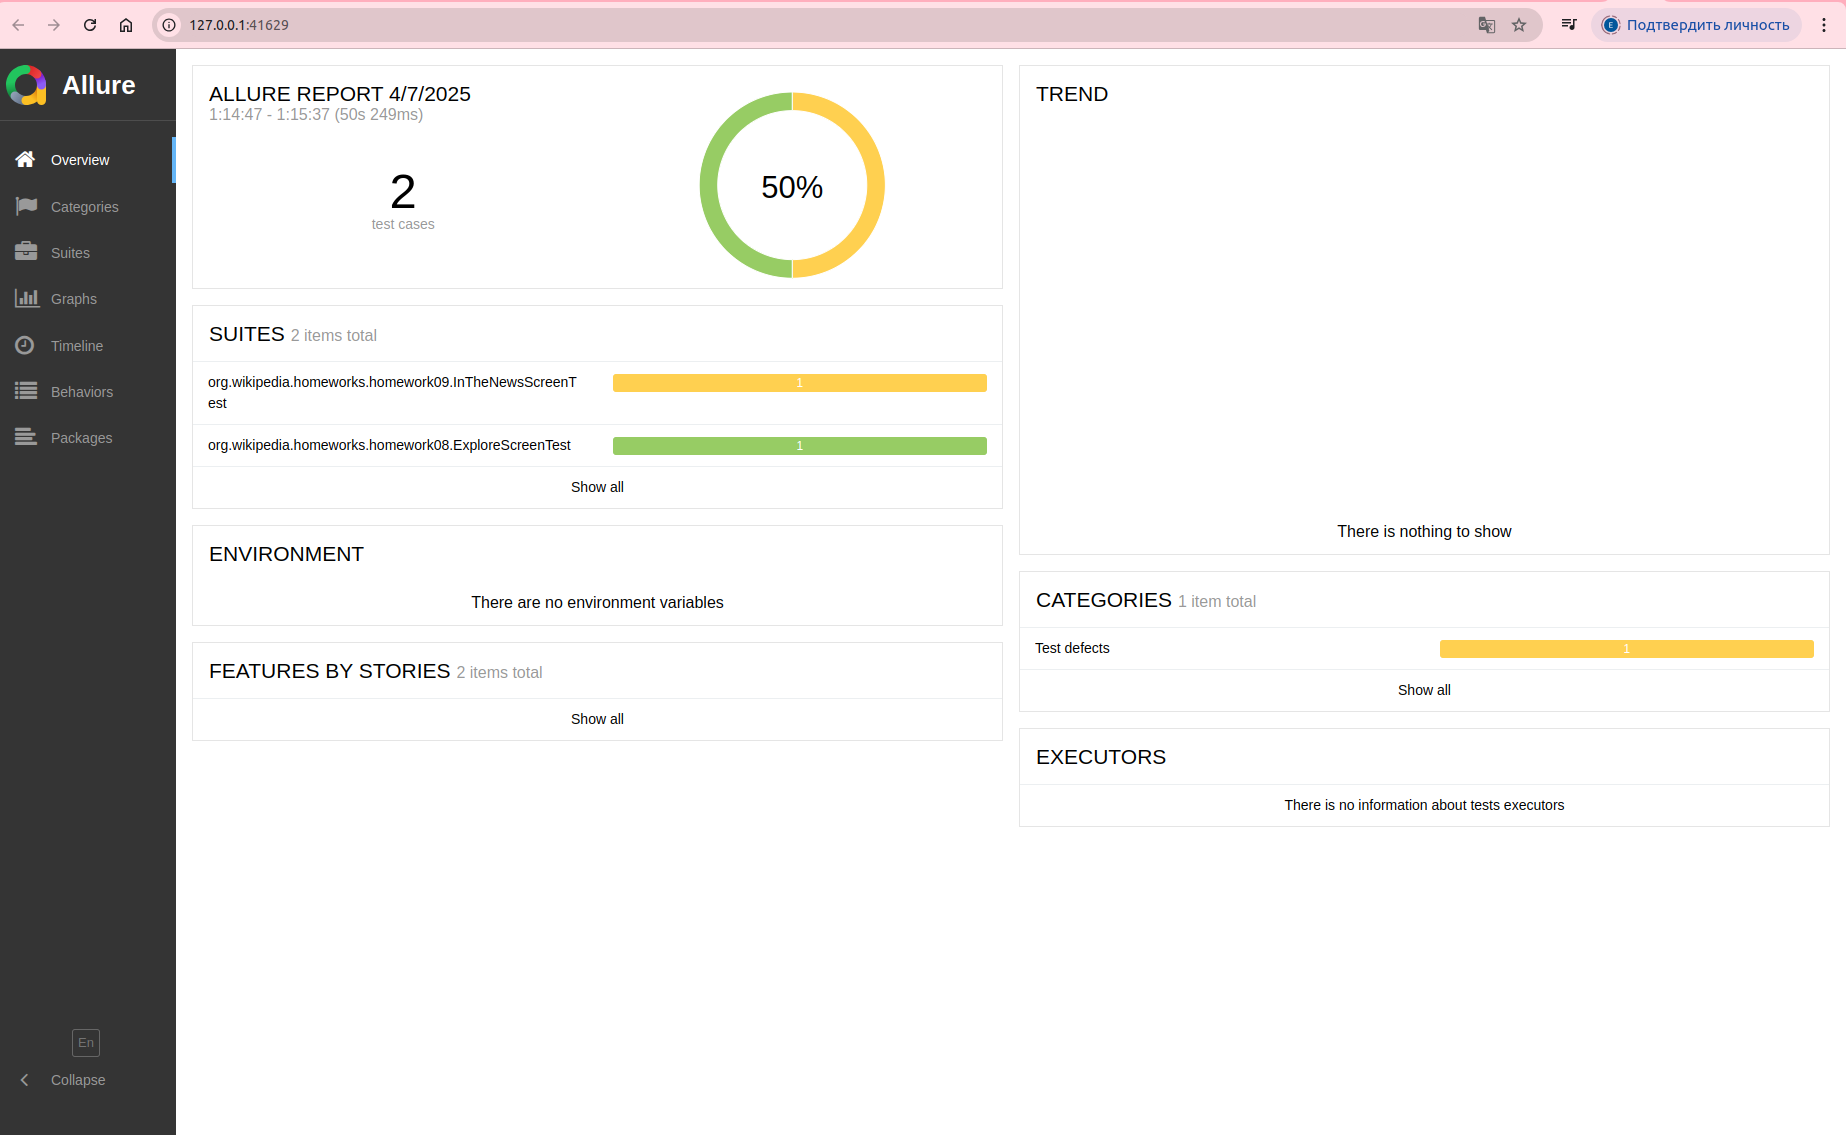 127.0.0.1:41629
Подтвердить личность
Allure
Overview
Categories
Suites
Graphs
Timeline
Behaviors
Packages
En
Collapse
ALLURE REPORT 4/7/2025
1:14:47 - 1:15:37 (50s 249ms)
2
test cases
50%
SUITES 2 items total
org.wikipedia.homeworks.homework09.InTheNewsScreenT
est
1
org.wikipedia.homeworks.homework08.ExploreScreenTest
1
Show all
ENVIRONMENT
There are no environment variables
FEATURES BY STORIES 2 items total
Show all
TREND
There is nothing to show
CATEGORIES 1 item total
Test defects
1
Show all
EXECUTORS
There is no information about tests executors